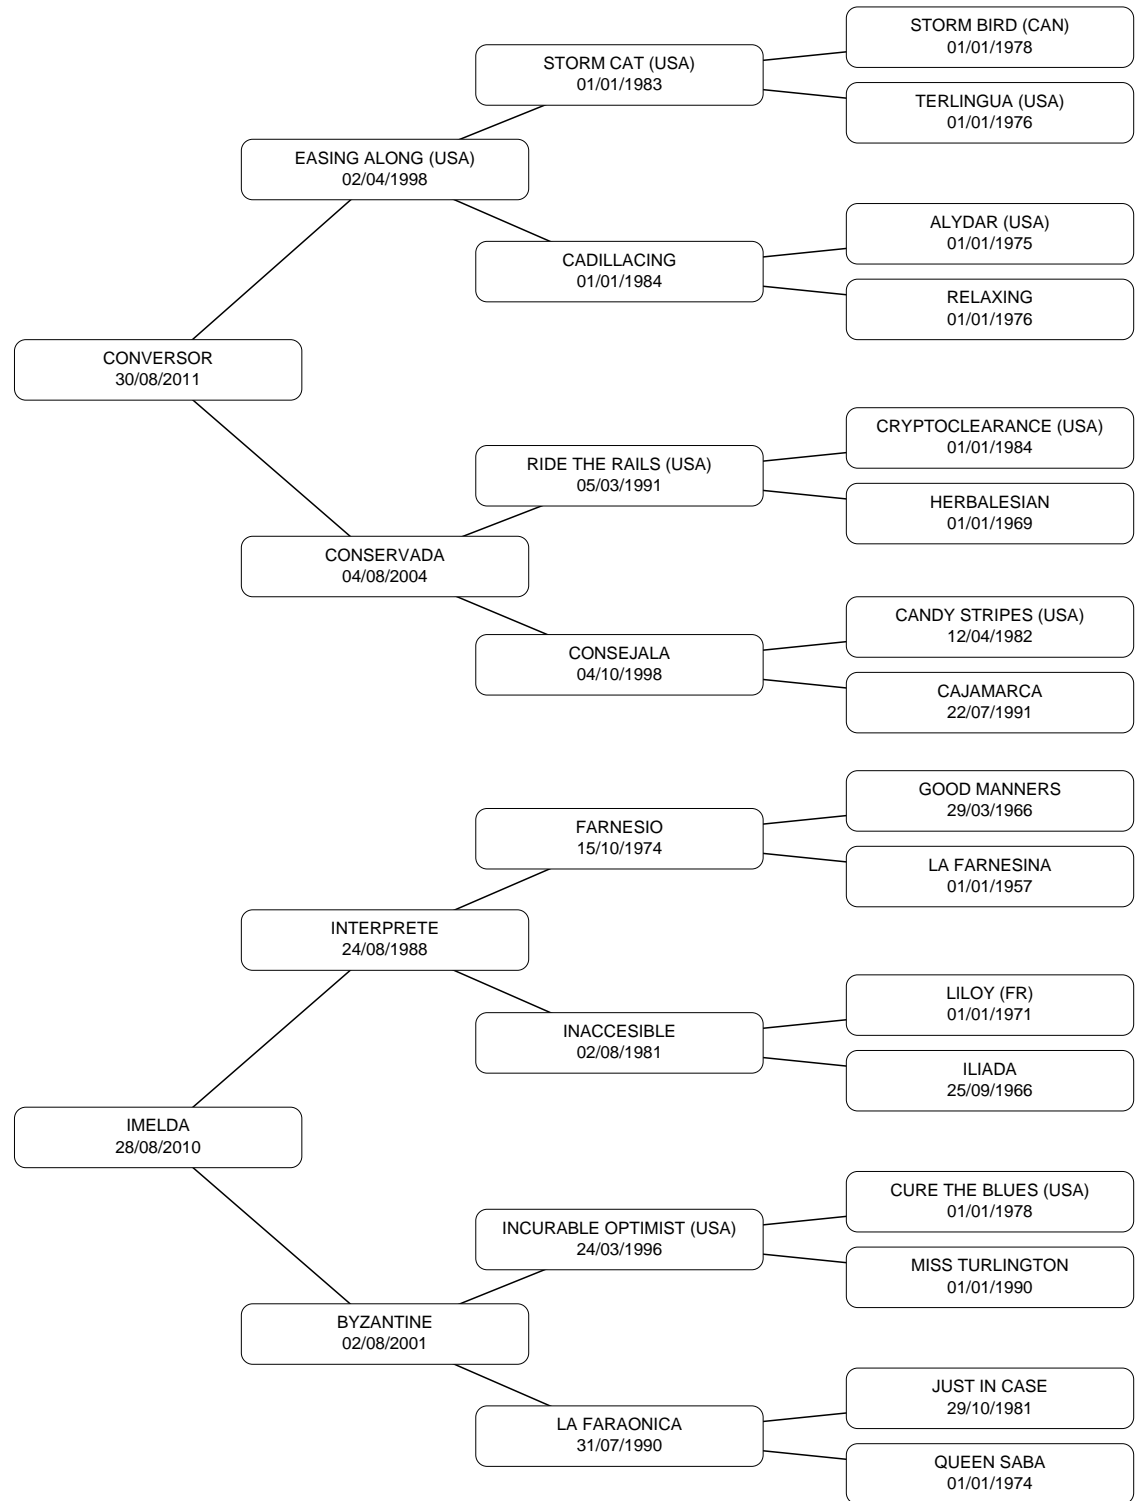 STORM BIRD (CAN)
01/01/1978
STORM CAT (USA)
01/01/1983
TERLINGUA (USA)
01/01/1976
EASING ALONG (USA)
02/04/1998
ALYDAR (USA)
01/01/1975
CADILLACING
01/01/1984
RELAXING
01/01/1976
CONVERSOR
30/08/2011
CRYPTOCLEARANCE (USA)
01/01/1984
RIDE THE RAILS (USA)
05/03/1991
HERBALESIAN
01/01/1969
CONSERVADA
04/08/2004
CANDY STRIPES (USA)
12/04/1982
CONSEJALA
04/10/1998
CAJAMARCA
22/07/1991
GOOD MANNERS
29/03/1966
FARNESIO
15/10/1974
LA FARNESINA
01/01/1957
INTERPRETE
24/08/1988
LILOY (FR)
01/01/1971
INACCESIBLE
02/08/1981
ILIADA
25/09/1966
IMELDA
28/08/2010
CURE THE BLUES (USA)
01/01/1978
INCURABLE OPTIMIST (USA)
24/03/1996
MISS TURLINGTON
01/01/1990
BYZANTINE
02/08/2001
JUST IN CASE
29/10/1981
LA FARAONICA
31/07/1990
QUEEN SABA
01/01/1974